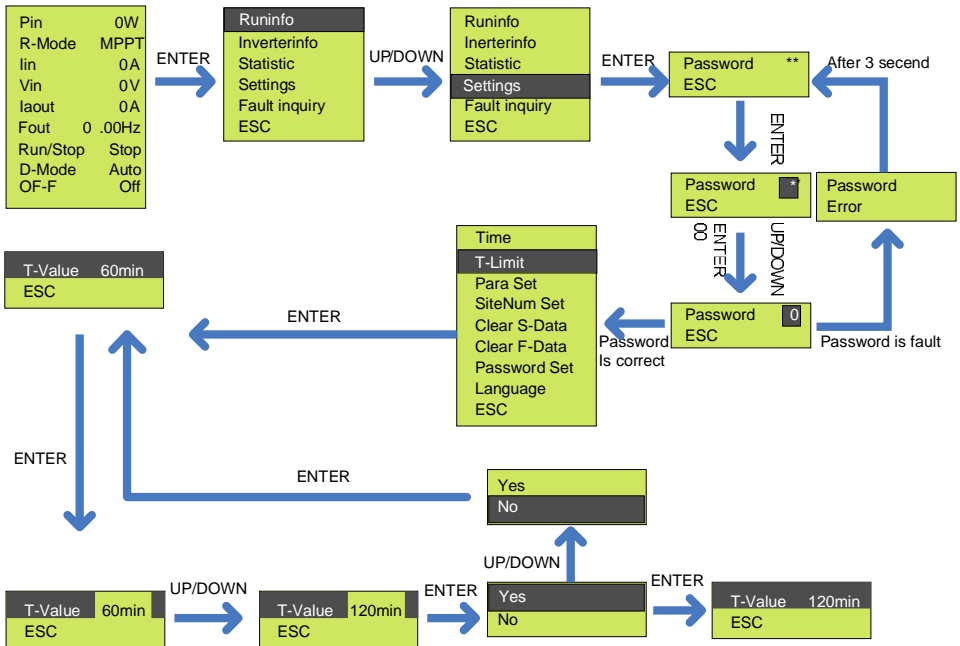 Pin 0W
R-Mode MPPT
Iin 0A
Vin 0V
Iaout 0A
Fout 0 .00Hz
Run/Stop Stop
D-Mode Auto
OF-F Off
ENTER
Runinfo
Inverterinfo
Statistic
Settings
Fault inquiry
ESC
UP/DOWN
Runinfo
Inerterinfo
Statistic
Settings
Fault inquiry
ESC
ENTER
Password **
ESC
After 3 secend
ENTER
Password **
ESC
Password
Error
UP/DOWN
ENTER
00
Password 0
ESC
Password is fault
Password
Is correct
Time
T-Limit
Para Set
SiteNum Set
Clear S-Data
Clear F-Data
Password Set
Language
ESC
ENTER
T-Value 60min
ESC
ENTER
ENTER
Yes
No
UP/DOWN
T-Value 60min
ESC
UP/DOWN
T-Value 120min
ESC
ENTER
Yes
No
ENTER
T-Value 120min
ESC